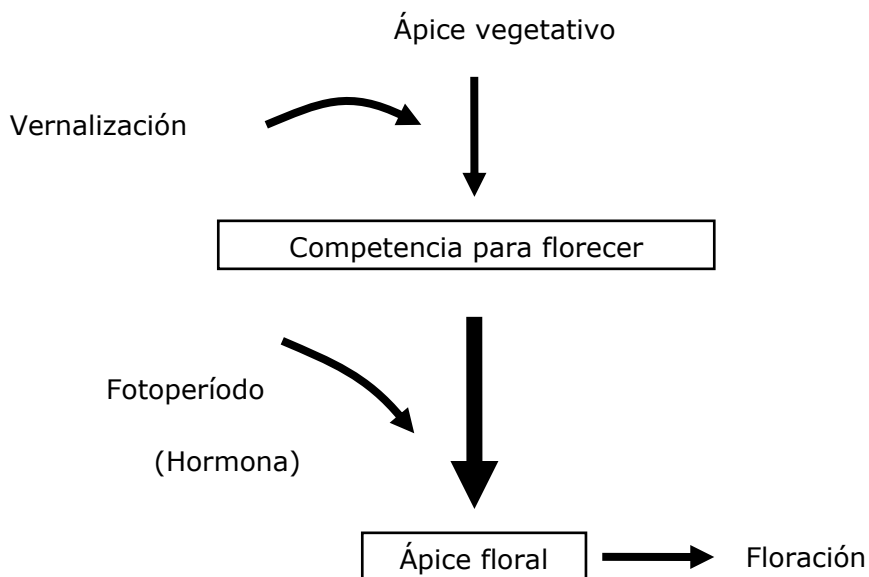 Ápice vegetativo
Vernalización
Competencia para florecer
Fotoperíodo
(Hormona)
Ápice floral
Floración